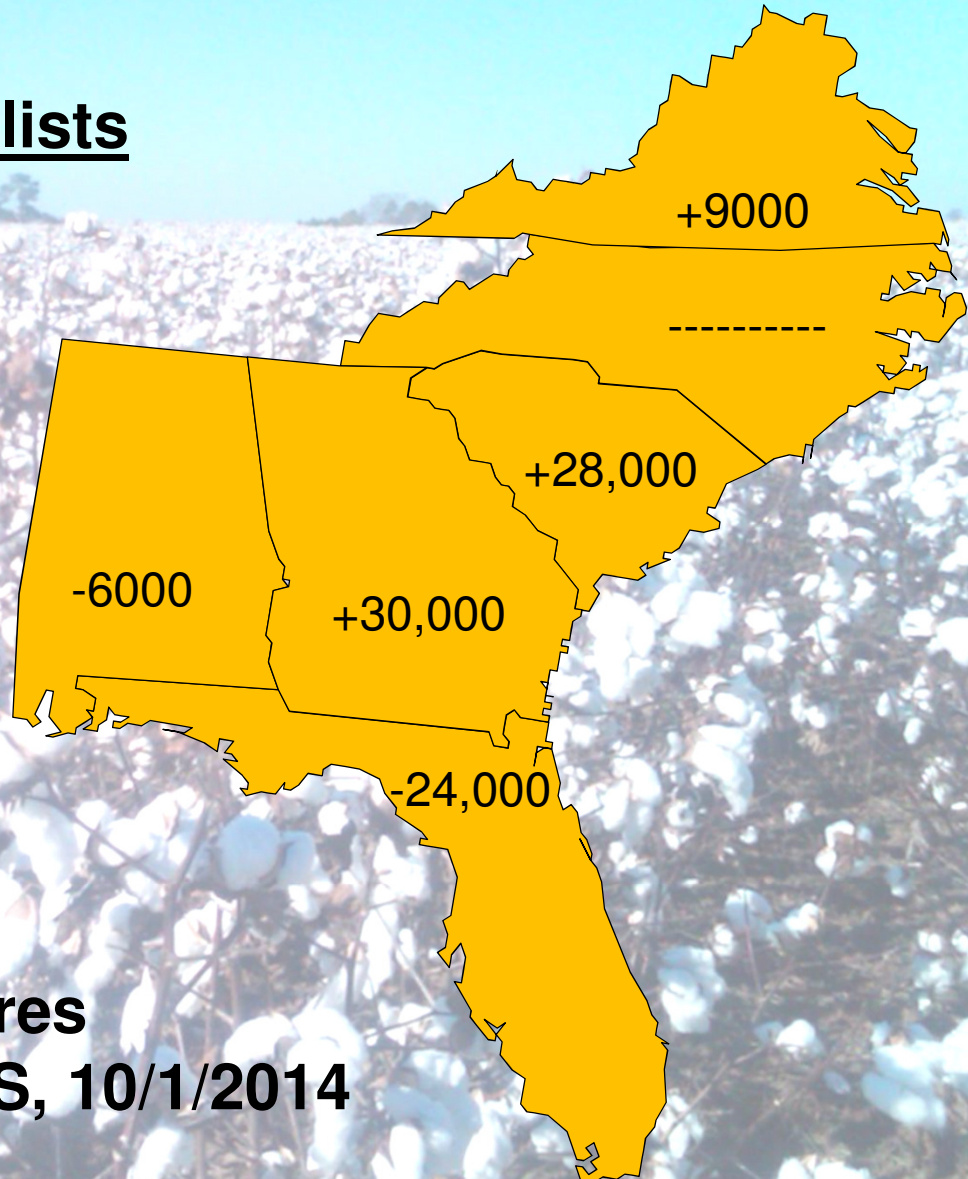 lists
+9000
----------
+28,000
-6000
+30,000
-24,000
res
S, 10/1/2014